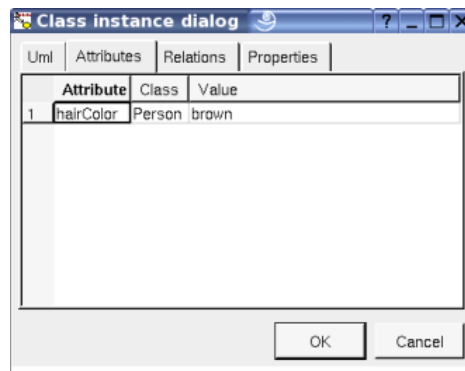 Class instance dialog ?
Uml Attributes Relations Properties
Attribute Class Value
1 hairColor Person brown
OK Cancel